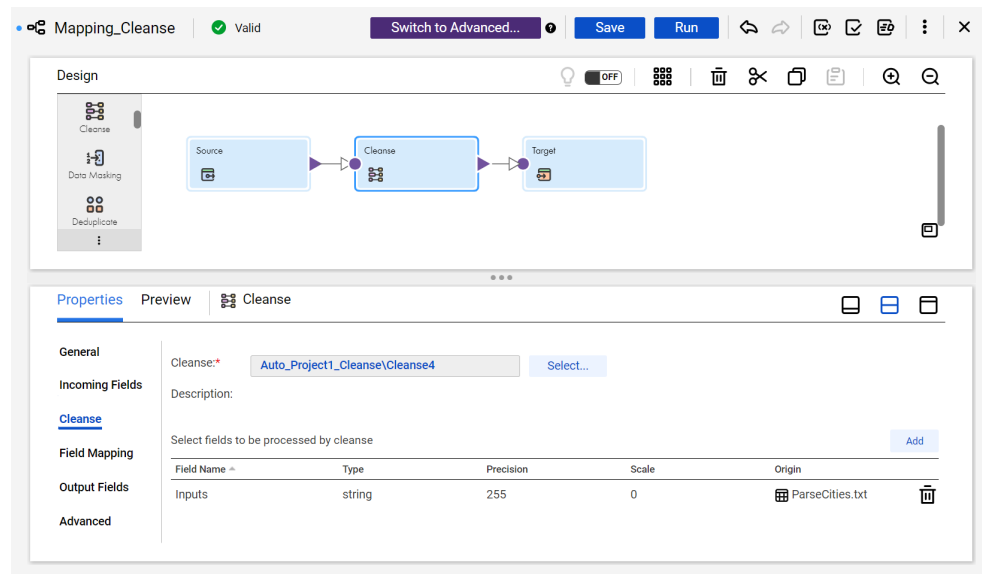 Mapping_Cleanse Valid Switch to Advanced... ? Save Run
Design OFF
Cleanse
Data Masking
Deduplicate
Source Cleanse Target
Properties Preview Cleanse
General
Incoming Fields
Cleanse
Field Mapping
Output Fields
Advanced
Cleanse:* Auto_Project1_Cleanse\Cleanse4 Select...
Description:
Select fields to be processed by cleanse Add
Field Name Type Precision Scale Origin
Inputs string 255 0 ParseCities.txt